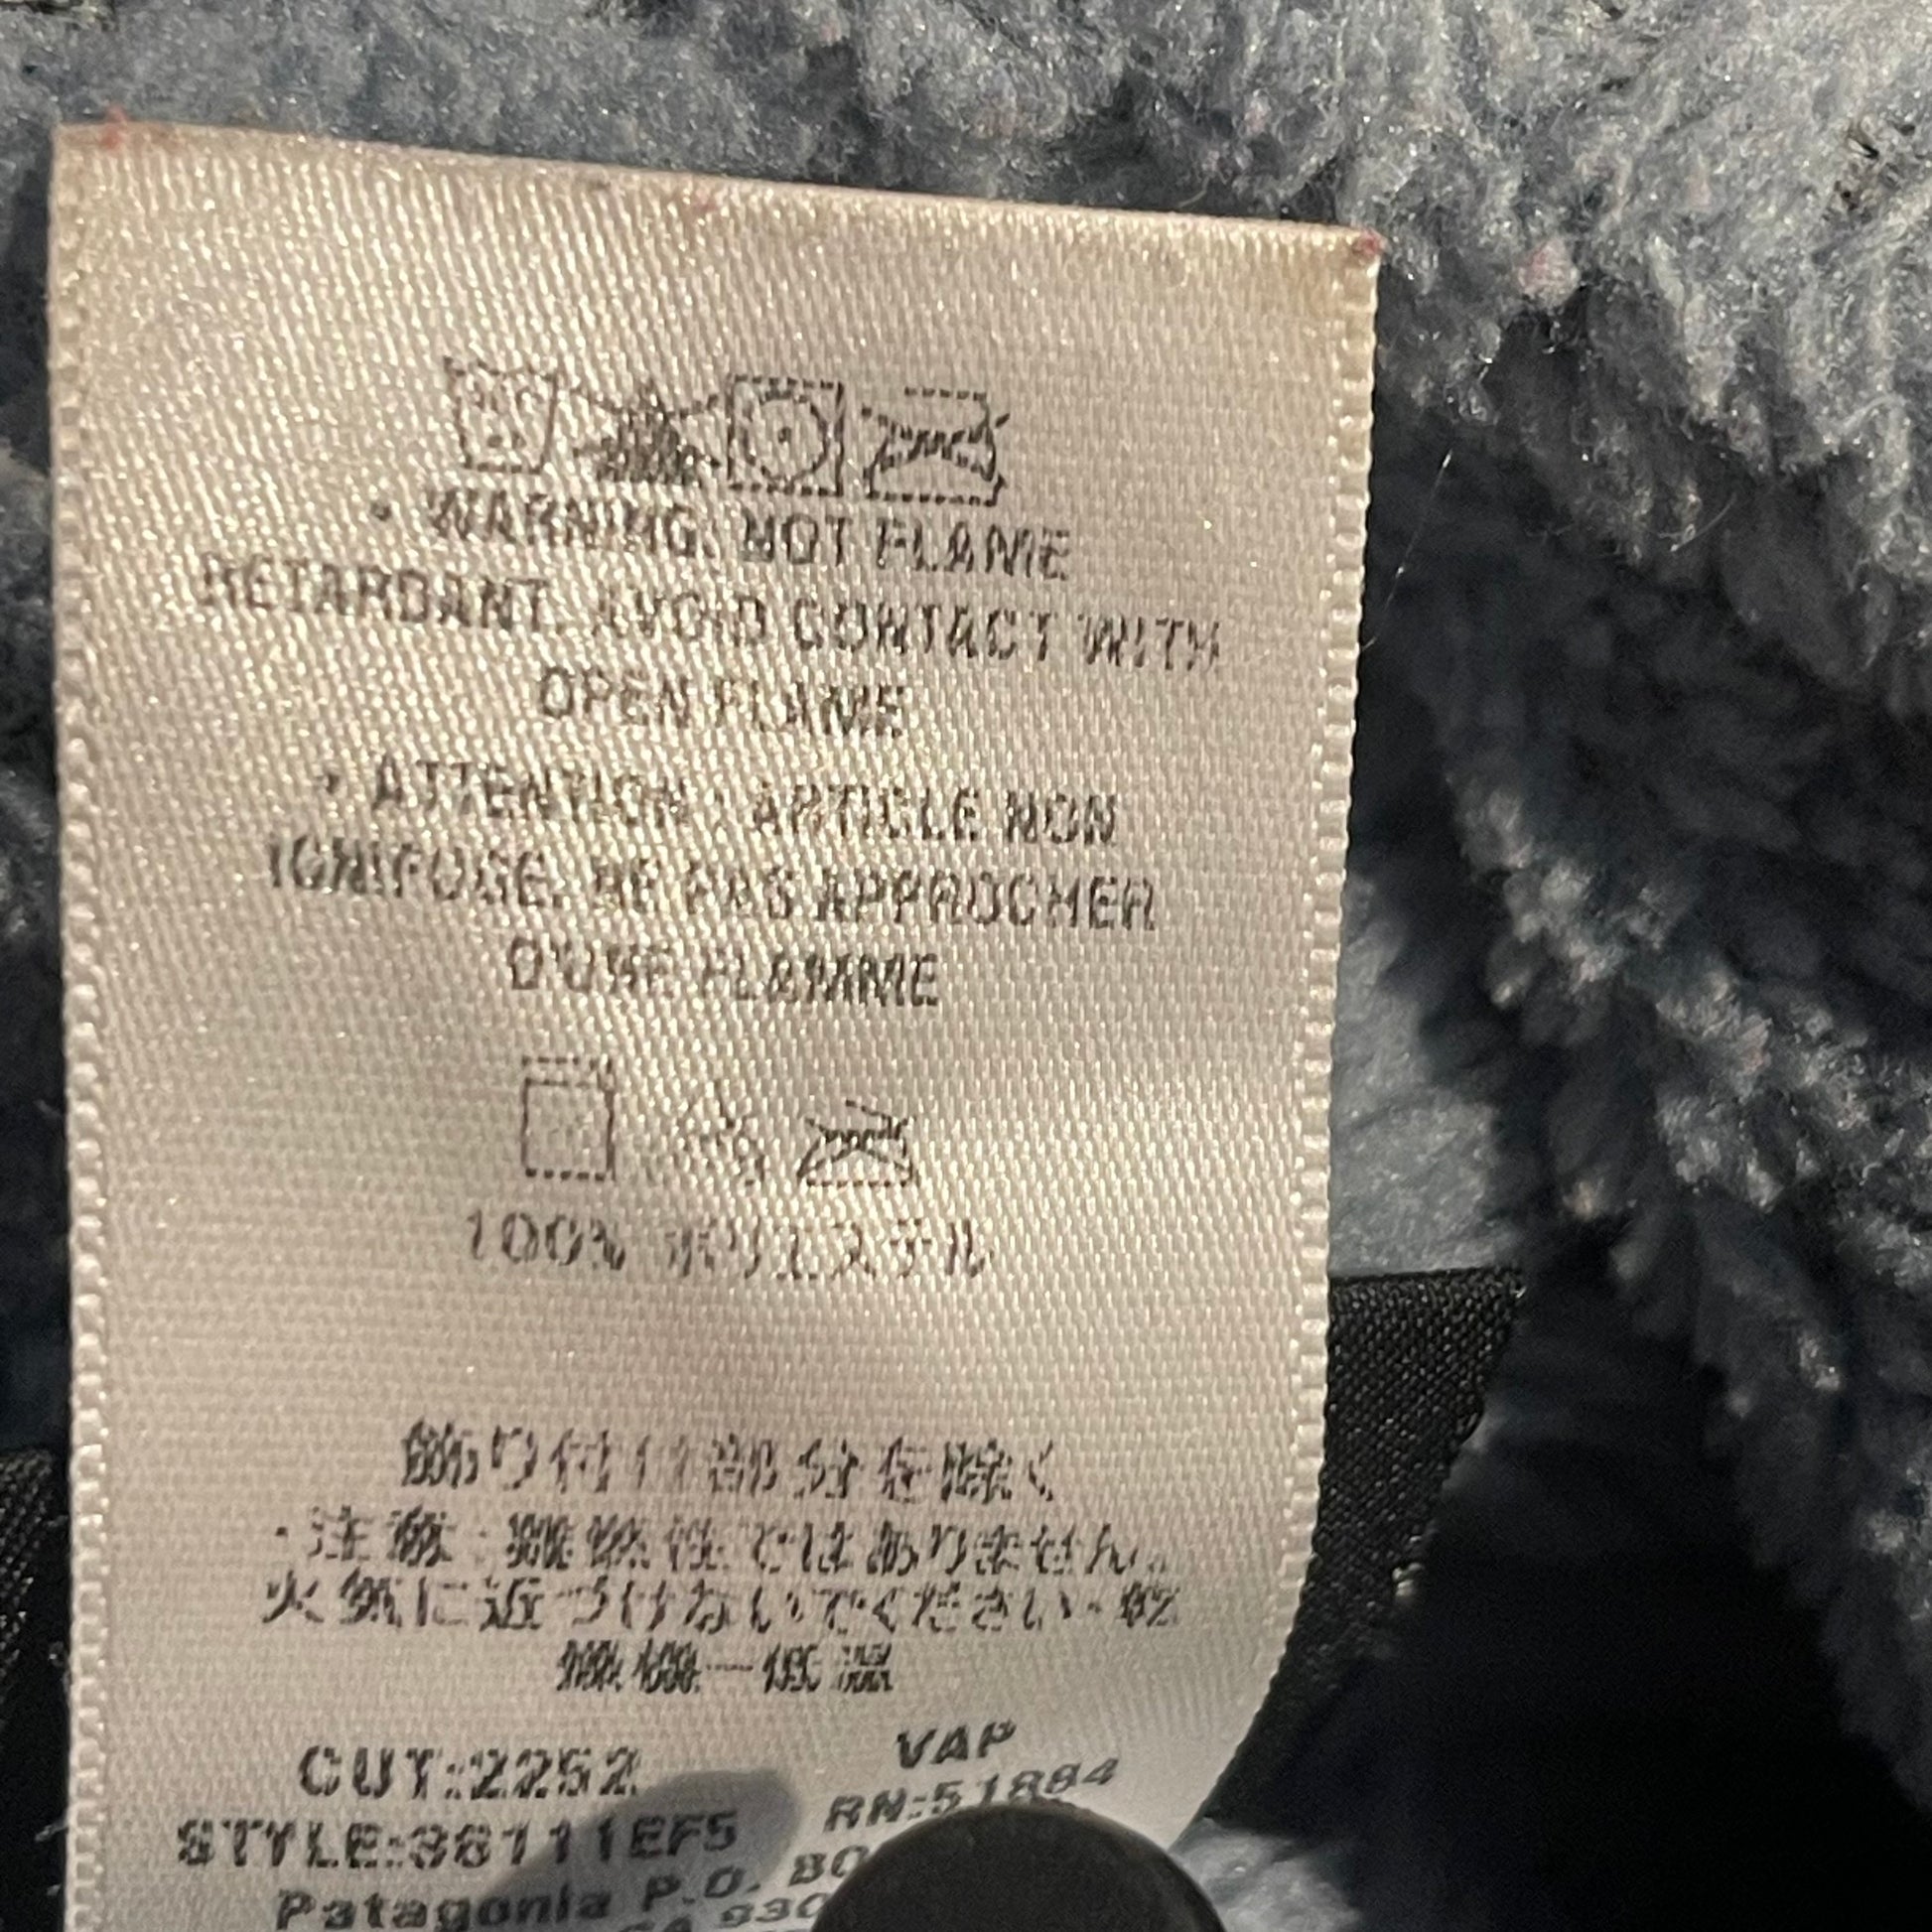 • WARNING: NOT FLAME
RETARDANT. AVOID CONTACT WITH
OPEN FLAME
• ATTENTION : ARTICLE NON
IGNIFUGE. NE PAS APPROCHER
D'UNE FLAMME
100% ポリエステル
飾り付け部分を除く
・注意：難燃性ではありません。
火気に近づけないでください・乾
燥機ー低温
CUT:2252
VAP
STYLE:36111EF5
RN:51884
Patagonia P.O.